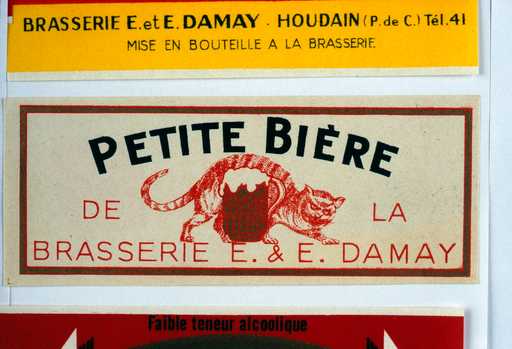 BRASSERIE E. et E. DAMAY - HOUDAIN (P. de C.) Tél. 41
MISE EN BOUTEILLE A LA BRASSERIE
PETITE BIÈRE
DE LA
BRASSERIE E. & E. DAMAY
Faible teneur alcoolique